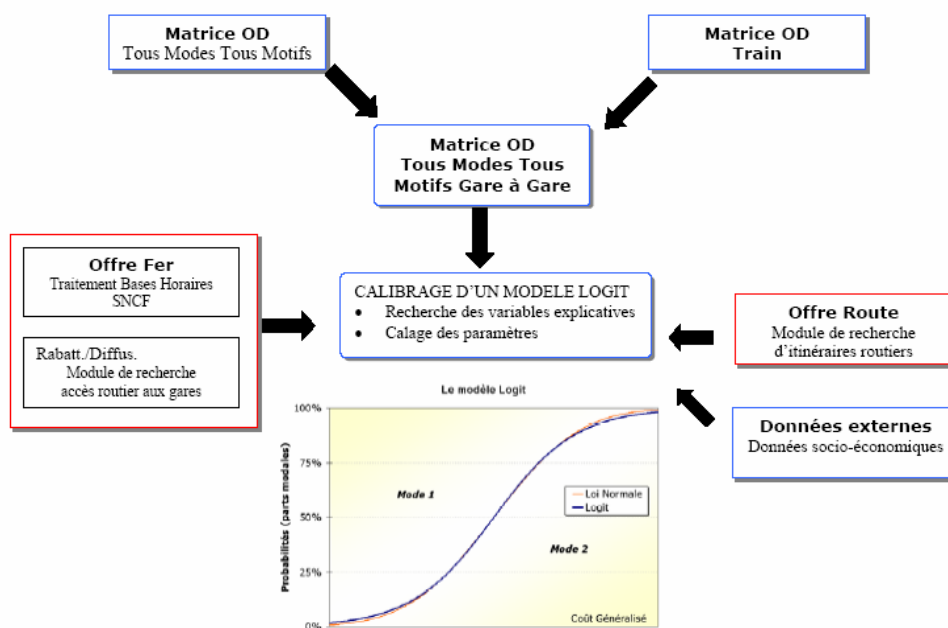 Matrice OD
Tous Modes Tous Motifs
Matrice OD
Train
Matrice OD
Tous Modes Tous
Motifs Gare à Gare
Offre Fer
Traitement Bases Horaires
SNCF
Rabatt./Diffus.
Module de recherche
accès routier aux gares
CALIBRAGE D'UN MODELE LOGIT
• Recherche des variables explicatives
• Calage des paramètres
Offre Route
Module de recherche
d'itinéraires routiers
Données externes
Données socio-économiques
Le modèle Logit
Probabilités (parts modales)
100%
75%
50%
25%
0%
Mode 1
Loi Normale
Logit
Mode 2
Coût Généralisé